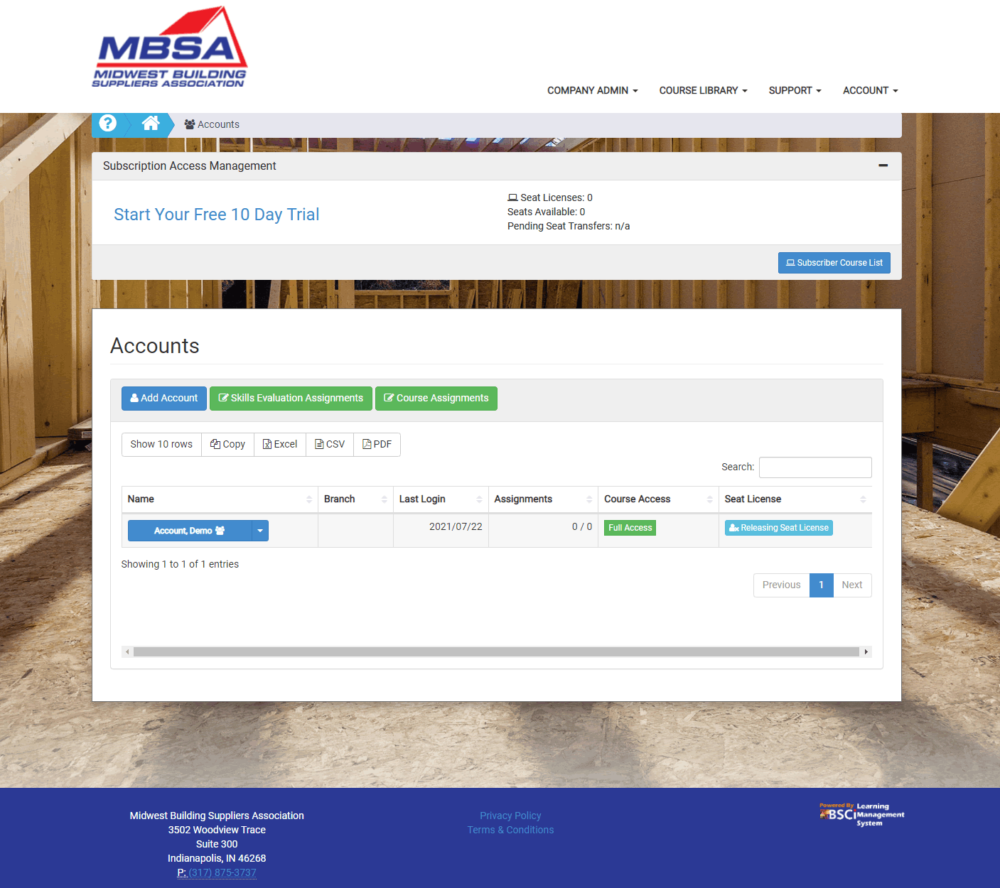 MBSA
MIDWEST BUILDING
SUPPLIERS ASSOCIATION
COMPANY ADMIN COURSE LIBRARY SUPPORT ACCOUNT
Accounts
Subscription Access Management
Start Your Free 10 Day Trial
Seat Licenses: 0
Seats Available: 0
Pending Seat Transfers: n/a
Subscriber Course List
Accounts
Add Account Skills Evaluation Assignments Course Assignments
Show 10 rows Copy Excel CSV PDF
Search:
Name Branch Last Login Assignments Course Access Seat License
Account, Demo 2021/07/22 0 / 0 Full Access Releasing Seat License
Showing 1 to 1 of 1 entries
Previous 1 Next
Midwest Building Suppliers Association
3502 Woodview Trace
Suite 300
Indianapolis, IN 46268
P: (317) 875-3737
Privacy Policy
Terms & Conditions
Powered By
BSCi
Learning
Management
System